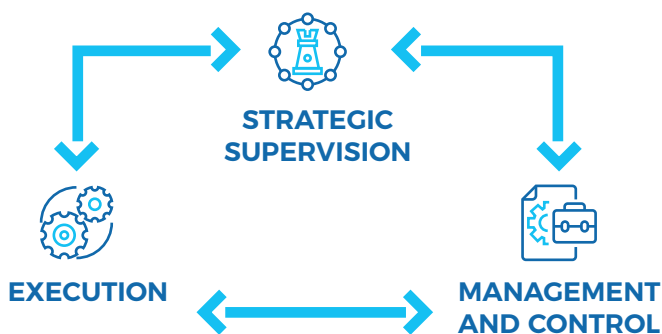 STRATEGIC
SUPERVISION
EXECUTION
MANAGEMENT
AND CONTROL